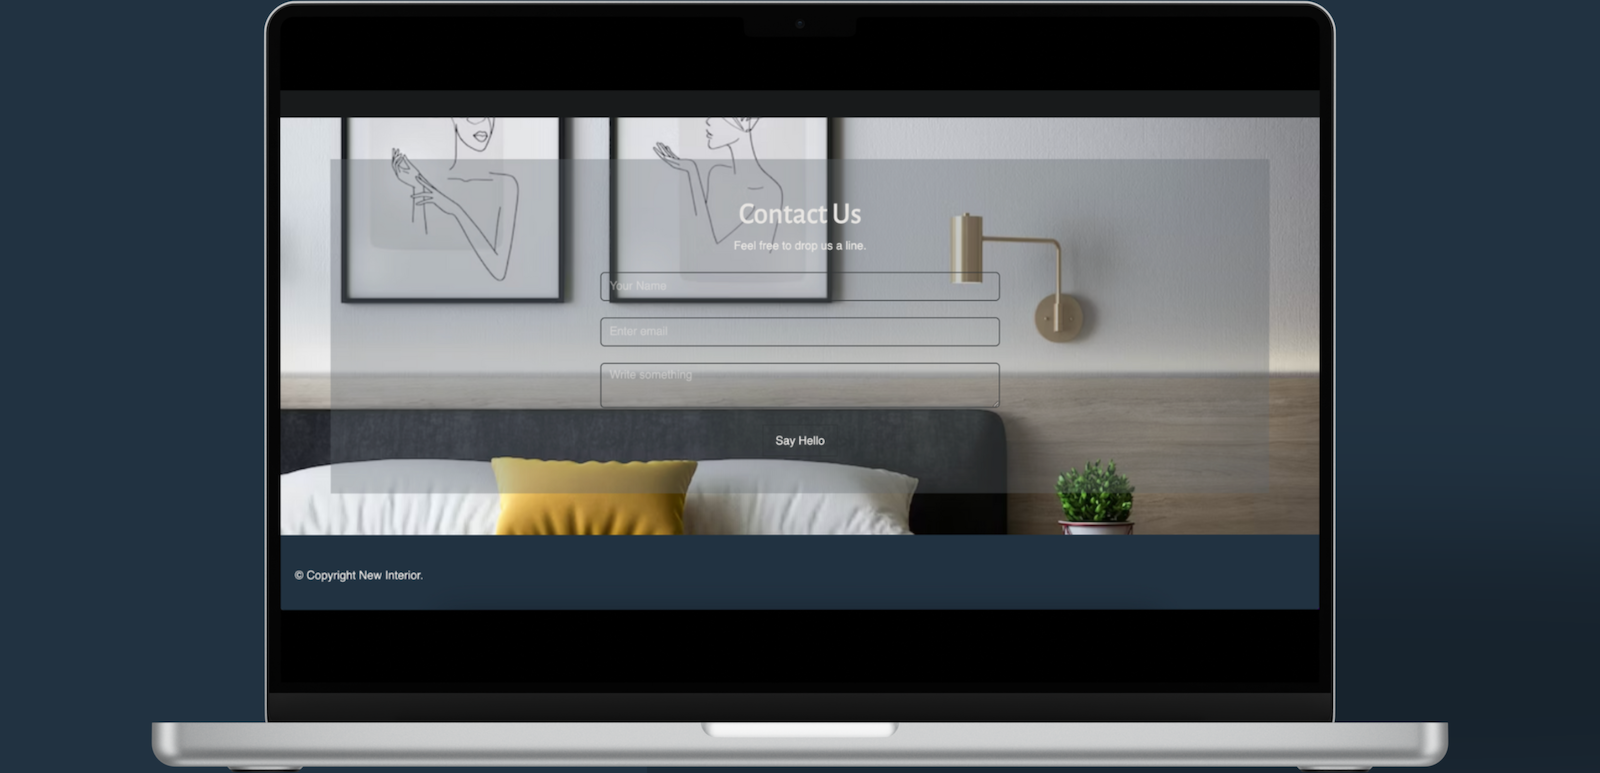 Contact Us
Feel free to drop us a line.
Your Name
Enter email
Write something
Say Hello
© Copyright New Interior.